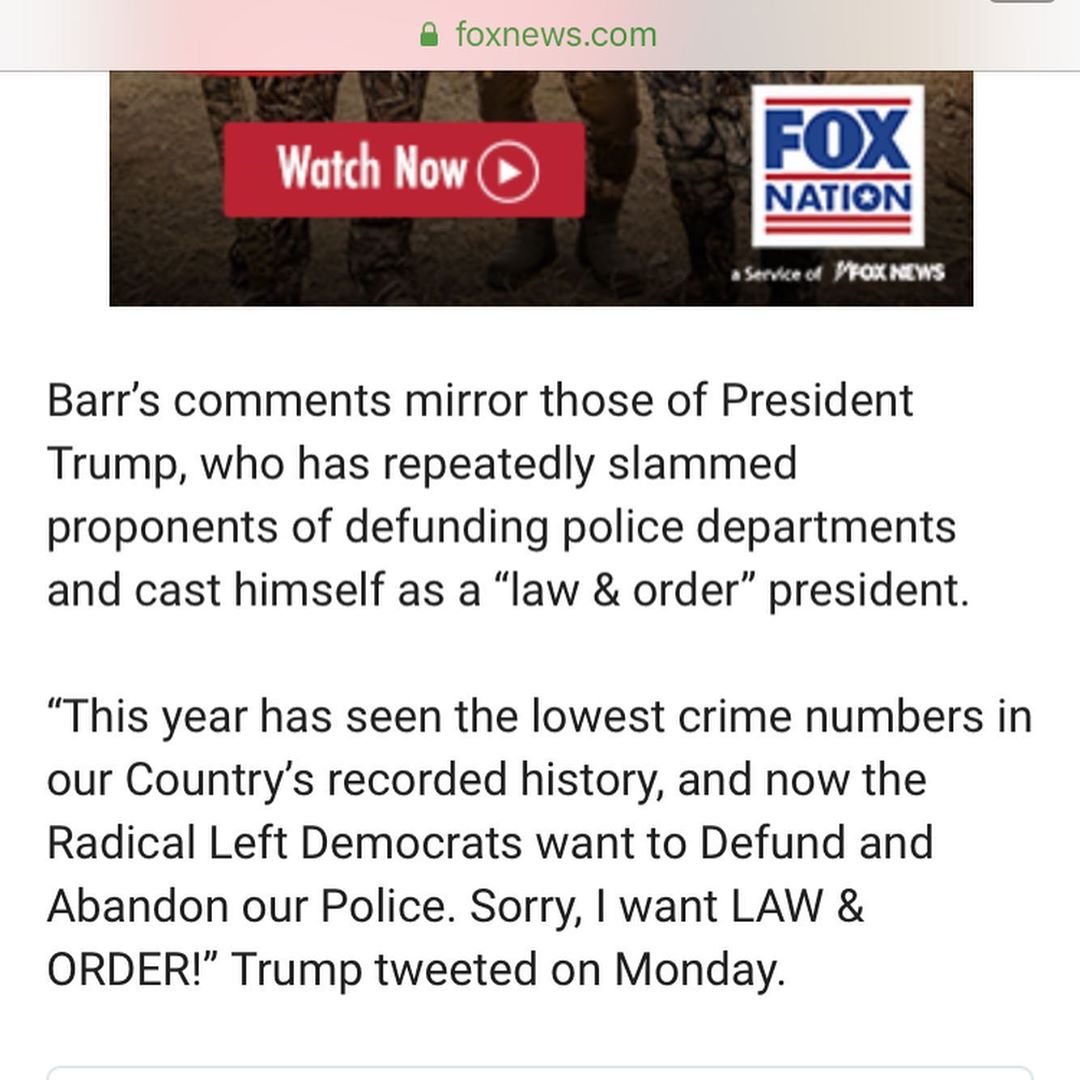 foxnews.com
Watch Now
FOX
NATION
a Service of FOX NEWS
Barr’s comments mirror those of President
Trump, who has repeatedly slammed
proponents of defunding police departments
and cast himself as a “law & order” president.
“This year has seen the lowest crime numbers in
our Country’s recorded history, and now the
Radical Left Democrats want to Defund and
Abandon our Police. Sorry, I want LAW &
ORDER!” Trump tweeted on Monday.